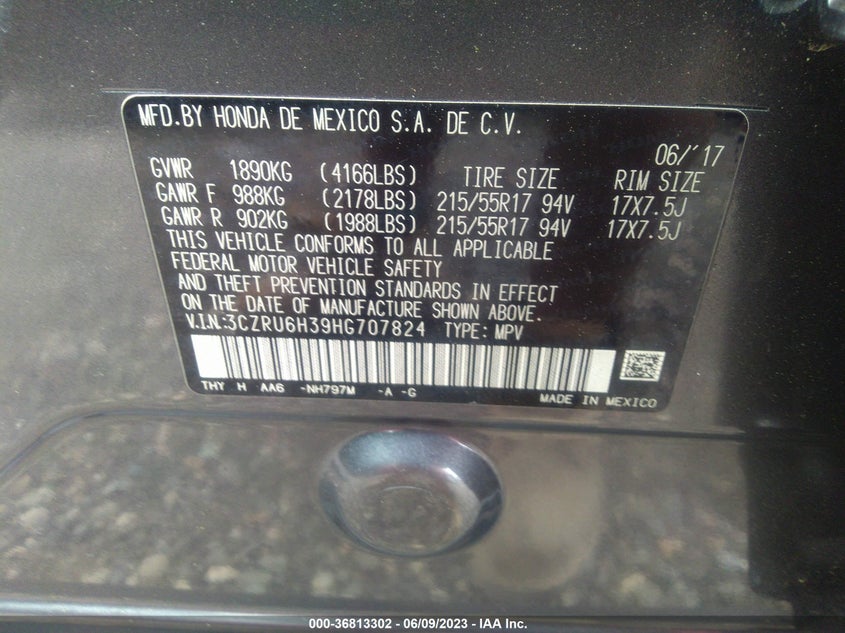 MFD.BY HONDA DE MEXICO S.A. DE C.V.
06/'17
GVWR 1890KG (4166LBS) TIRE SIZE RIM SIZE
GAWR F 988KG (2178LBS) 215/55R17 94V 17X7.5J
GAWR R 902KG (1988LBS) 215/55R17 94V 17X7.5J
THIS VEHICLE CONFORMS TO ALL APPLICABLE
FEDERAL MOTOR VEHICLE SAFETY
AND THEFT PREVENTION STANDARDS IN EFFECT
ON THE DATE OF MANUFACTURE SHOWN ABOVE.
V.I.N.:3CZRU6H39HG707824 TYPE: MPV
THY H AA6 -NH797M -A -G MADE IN MEXICO
000-36813302 - 06/09/2023 - IAA Inc.